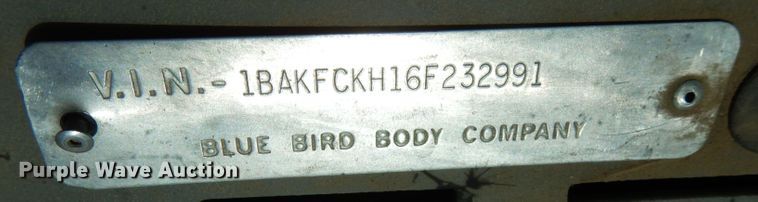 V.I.N.- 1BAKFCKH16F232991
BLUE BIRD BODY COMPANY
Purple Wave Auction